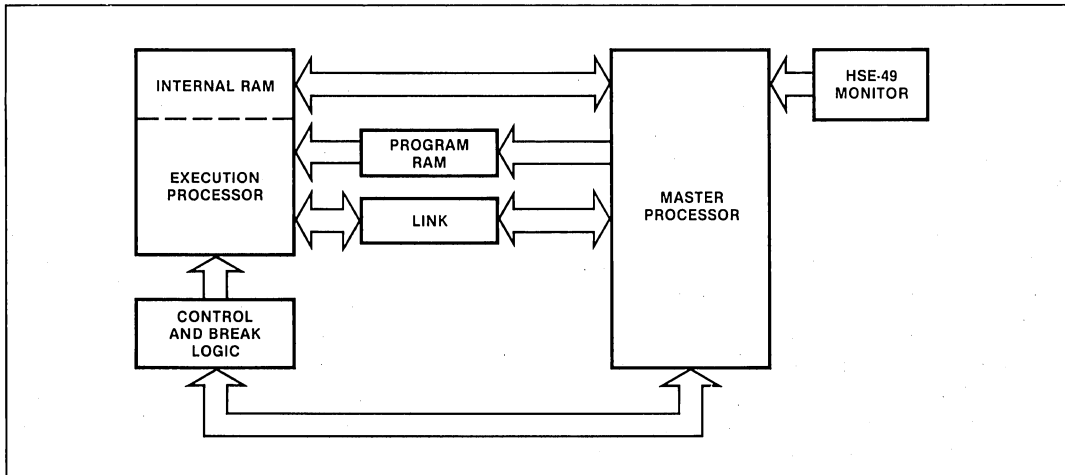 INTERNAL RAM
EXECUTION
PROCESSOR
PROGRAM
RAM
LINK
CONTROL
AND BREAK
LOGIC
MASTER
PROCESSOR
HSE-49
MONITOR